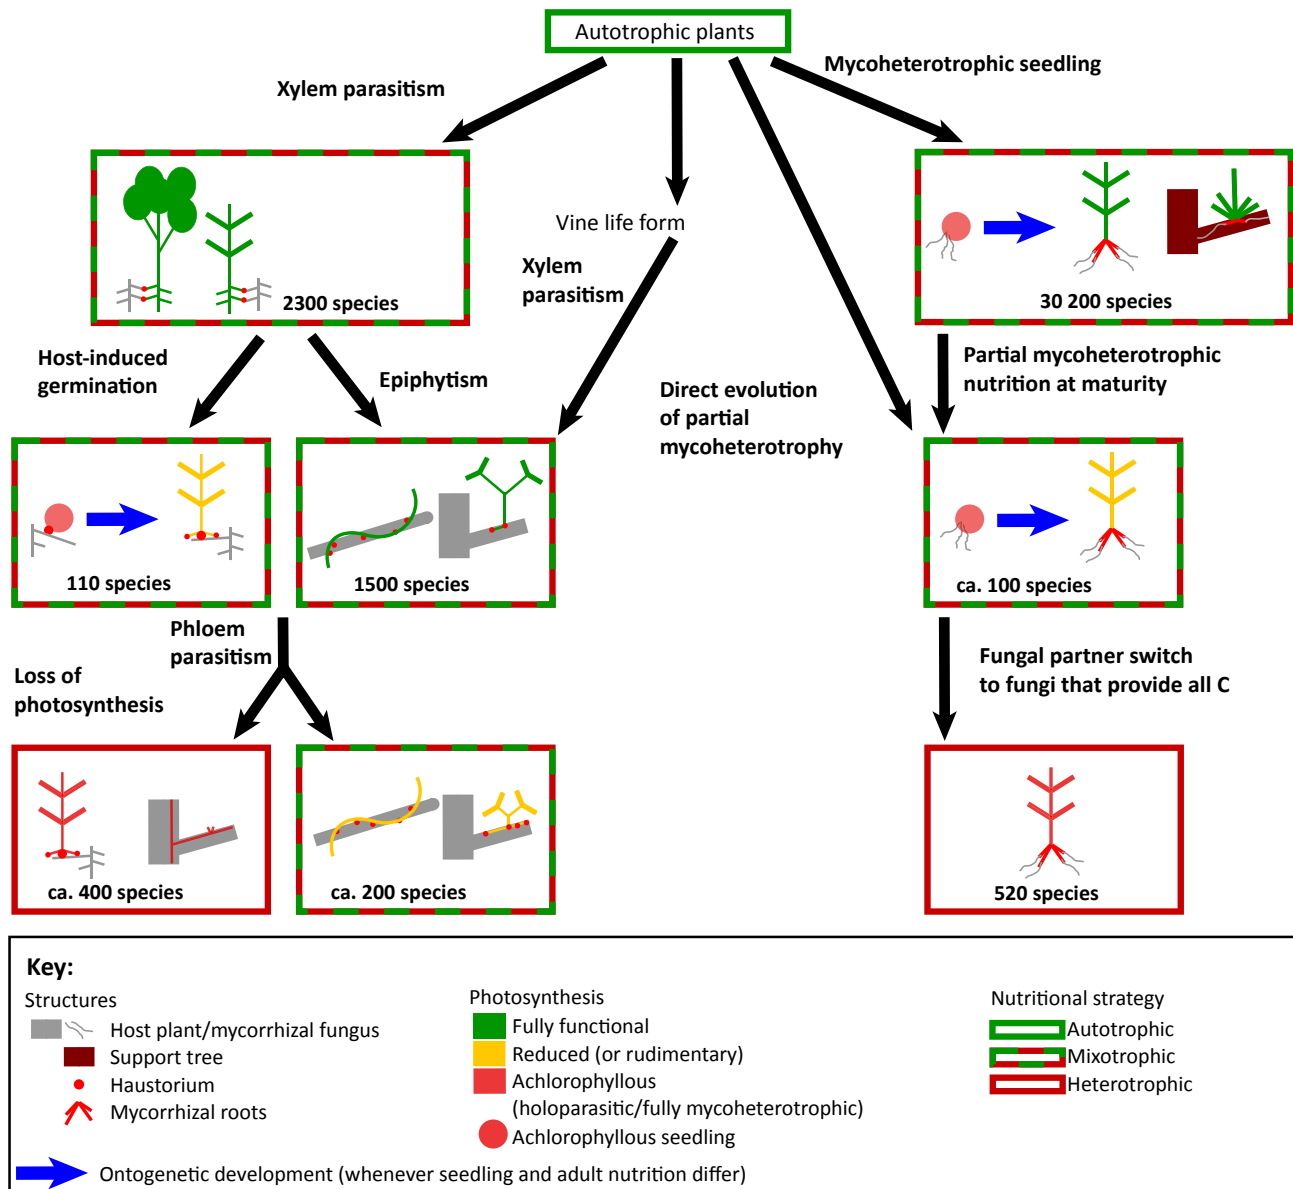 Autotrophic plants
Mycoheterotrophic seedling
Xylem parasitism
Vine life form
Xylem
parasitism
2300 species
30 200 species
Host-induced
germination
Epiphytism
Direct evolution
of partial
mycoheterotrophy
Partial mycoheterotrophic
nutrition at maturity
110 species
1500 species
ca. 100 species
Phloem
parasitism
Loss of
photosynthesis
Fungal partner switch
to fungi that provide all C
ca. 400 species
ca. 200 species
520 species
Key:
Structures
Host plant/mycorrhizal fungus
Support tree
Haustorium
Mycorrhizal roots
Ontogenetic development (whenever seedling and adult nutrition differ)
Photosynthesis
Fully functional
Reduced (or rudimentary)
Achlorophyllous
(holoparasitic/fully mycoheterotrophic)
Achlorophyllous seedling
Nutritional strategy
Autotrophic
Mixotrophic
Heterotrophic